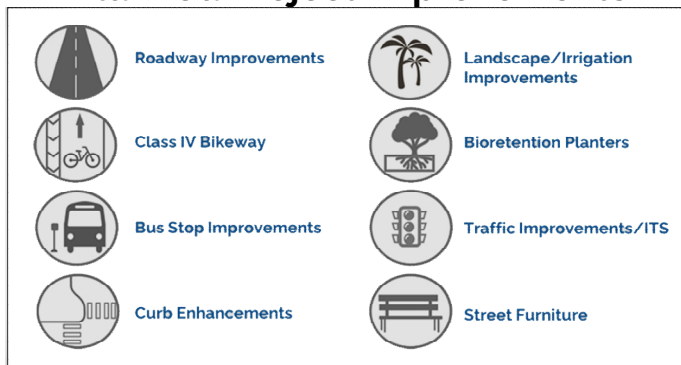 Roadway Improvements
Class IV Bikeway
Bus Stop Improvements
Curb Enhancements
Landscape/Irrigation
Improvements
Bioretention Planters
Traffic Improvements/ITS
Street Furniture